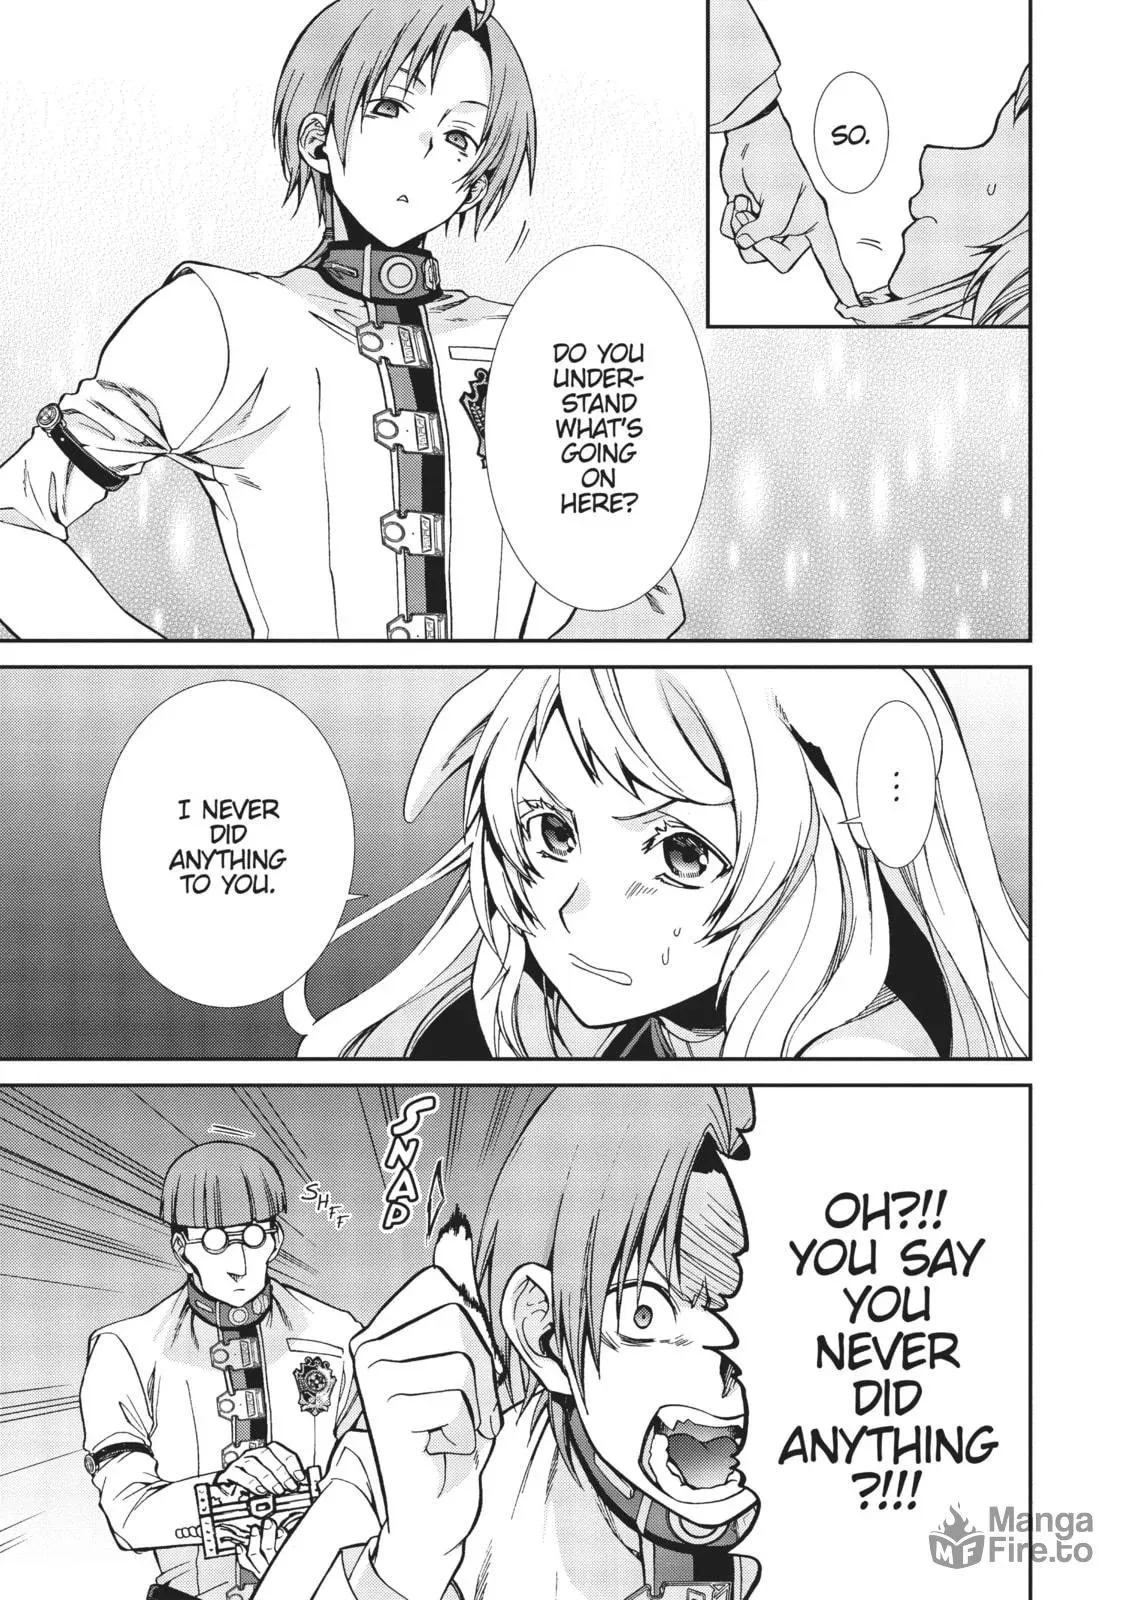 SO.
DO YOU
UNDER-
STAND
WHAT'S
GOING
ON
HERE?
...
I NEVER
DID
ANYTHING
TO YOU.
SNAP
SHFF
OH?!!
YOU SAY
YOU
NEVER
DID
ANYTHING
?!!!
MF
Manga
Fire.to